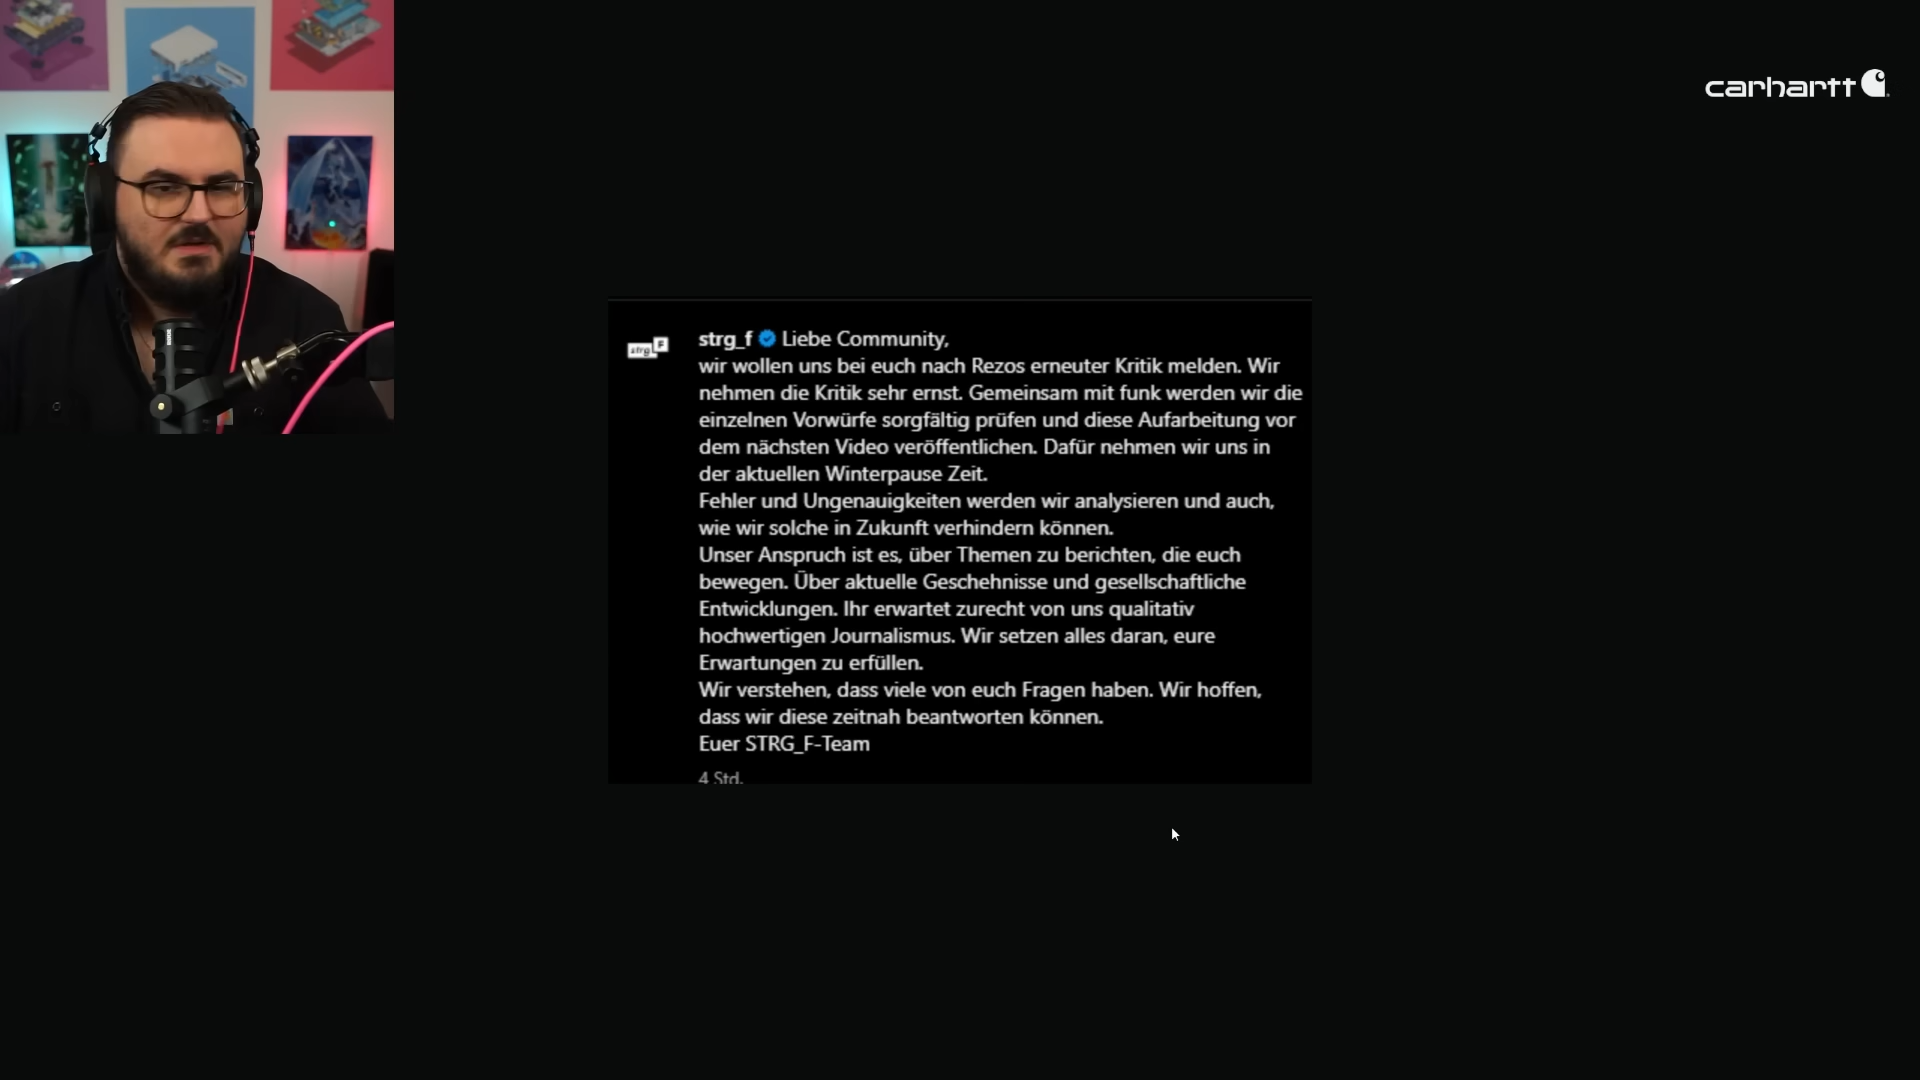 carhartt
strg_f Liebe Community,
wir wollen uns bei euch nach Rezos erneuter Kritik melden. Wir
nehmen die Kritik sehr ernst. Gemeinsam mit funk werden wir die
einzelnen Vorwürfe sorgfältig prüfen und diese Aufarbeitung vor
dem nächsten Video veröffentlichen. Dafür nehmen wir uns in
der aktuellen Winterpause Zeit.
Fehler und Ungenauigkeiten werden wir analysieren und auch,
wie wir solche in Zukunft verhindern können.
Unser Anspruch ist es, über Themen zu berichten, die euch
bewegen. Über aktuelle Geschehnisse und gesellschaftliche
Entwicklungen. Ihr erwartet zurecht von uns qualitativ
hochwertigen Journalismus. Wir setzen alles daran, eure
Erwartungen zu erfüllen.
Wir verstehen, dass viele von euch Fragen haben. Wir hoffen,
dass wir diese zeitnah beantworten können.
Euer STRG_F-Team
4 Std.
strg F